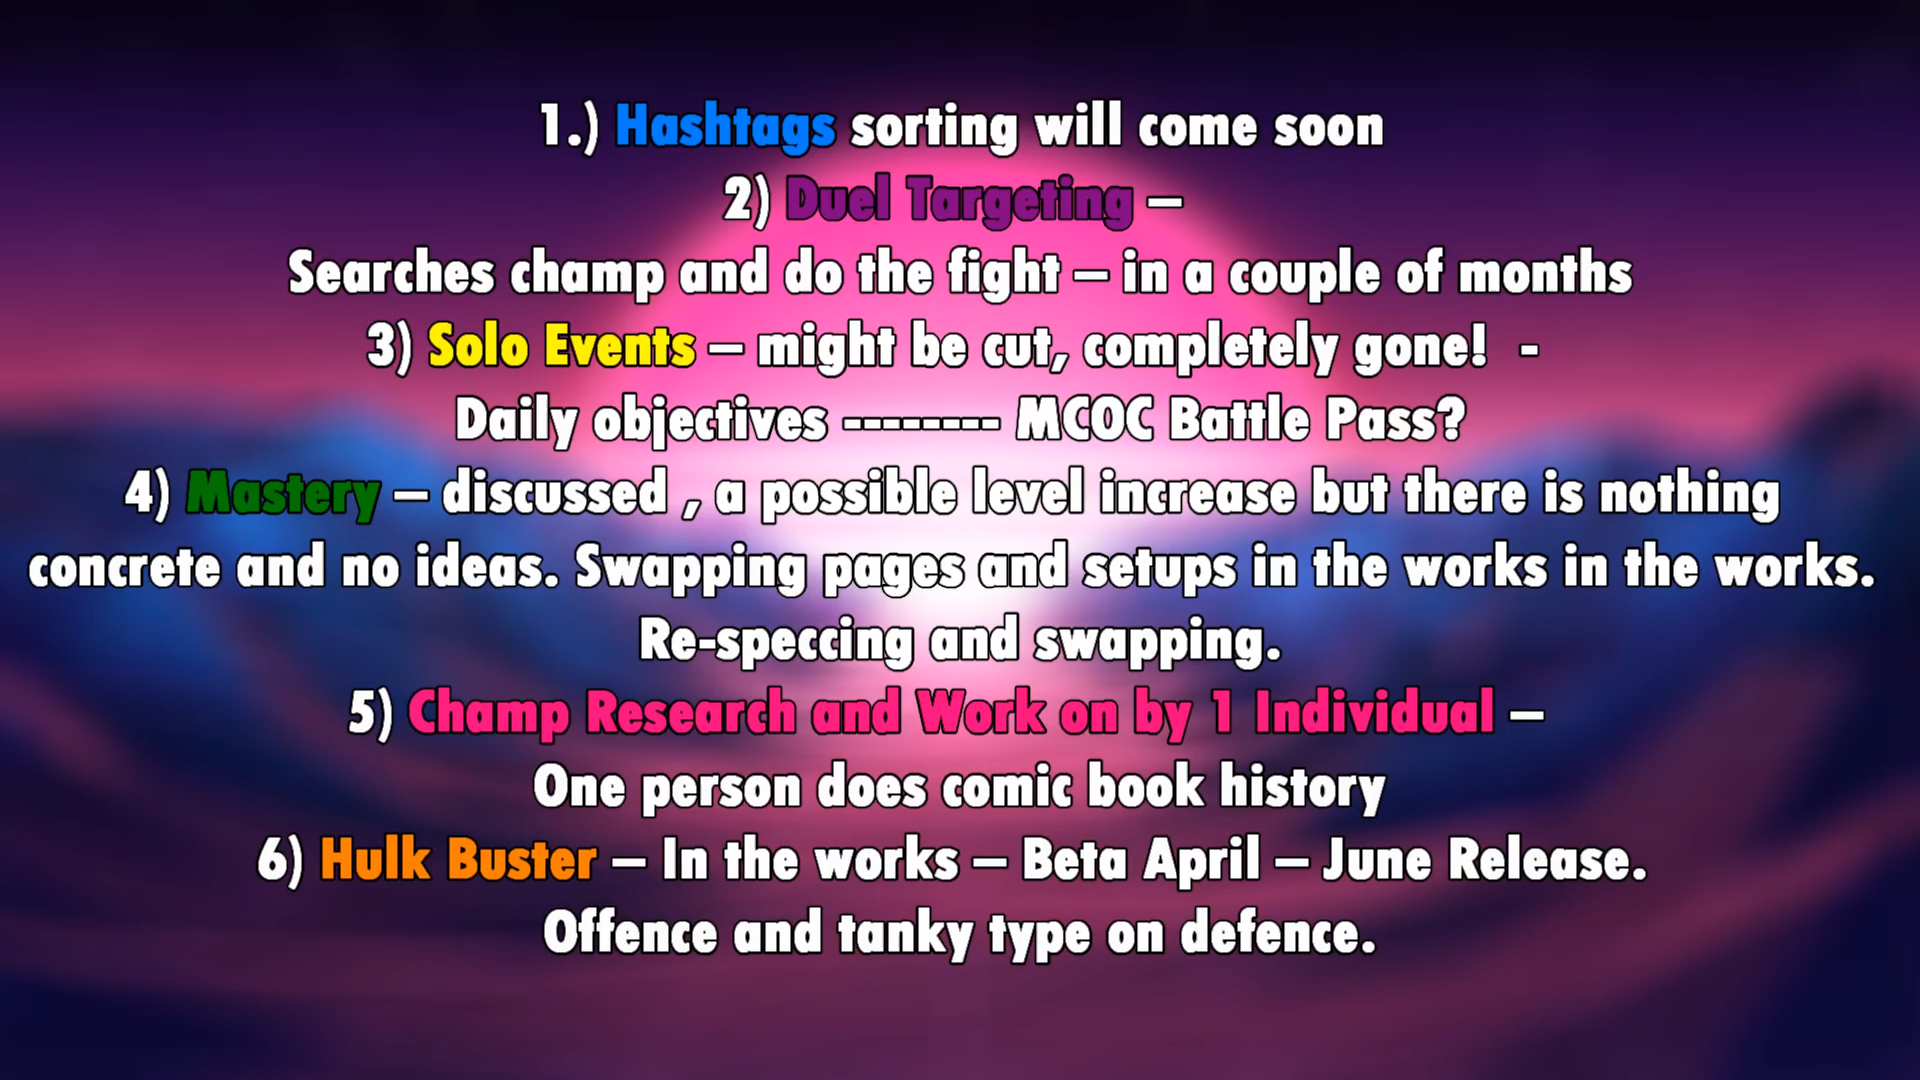 1.) Hashtags sorting will come soon
2) Duel Targeting –
Searches champ and do the fight – in a couple of months
3) Solo Events – might be cut, completely gone!  -
Daily objectives -------- MCOC Battle Pass?
4) Mastery – discussed , a possible level increase but there is nothing
concrete and no ideas. Swapping pages and setups in the works in the works.
Re-speccing and swapping.
5) Champ Research and Work on by 1 Individual –
One person does comic book history
6) Hulk Buster – In the works – Beta April – June Release.
Offence and tanky type on defence.